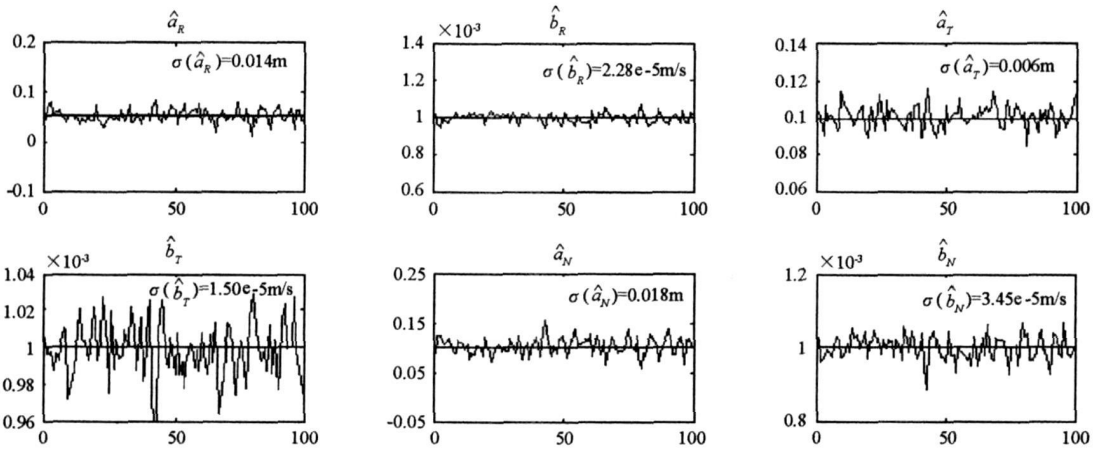 â_R
0.2
σ(â_R)=0.014m
0.1
0
-0.1
0 50 100
b̂_R
×10⁻³
1.4
σ(b̂_R)=2.28e-5m/s
1.2
1
0.8
0.6
0 50 100
â_T
0.14
0.12
σ(â_T)=0.006m
0.1
0.08
0.06
0 50 100
b̂_T
×10⁻³
1.04
σ(b̂_T)=1.50e-5m/s
1.02
1
0.98
0.96
0 50 100
â_N
0.25
σ(â_N)=0.018m
0.15
0.05
-0.05
0 50 100
b̂_N
×10⁻³
1.2
σ(b̂_N)=3.45e-5m/s
1
0.8
0 50 100